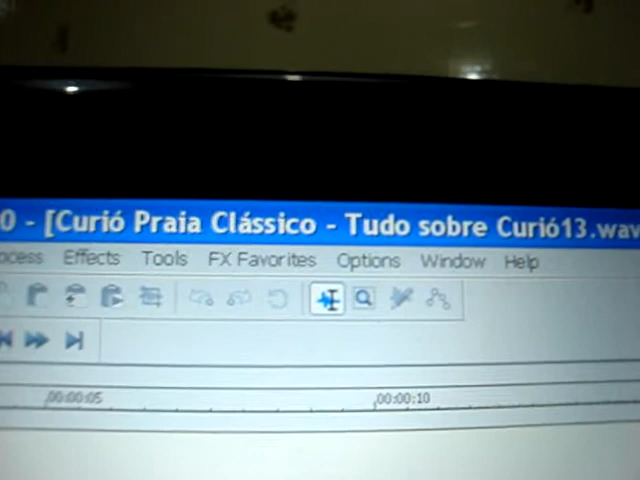 0 - [Curió Praia Clássico - Tudo sobre Curió13.wav
ocess Effects Tools FX Favorites Options Window Help
00:00:05 00:00:10